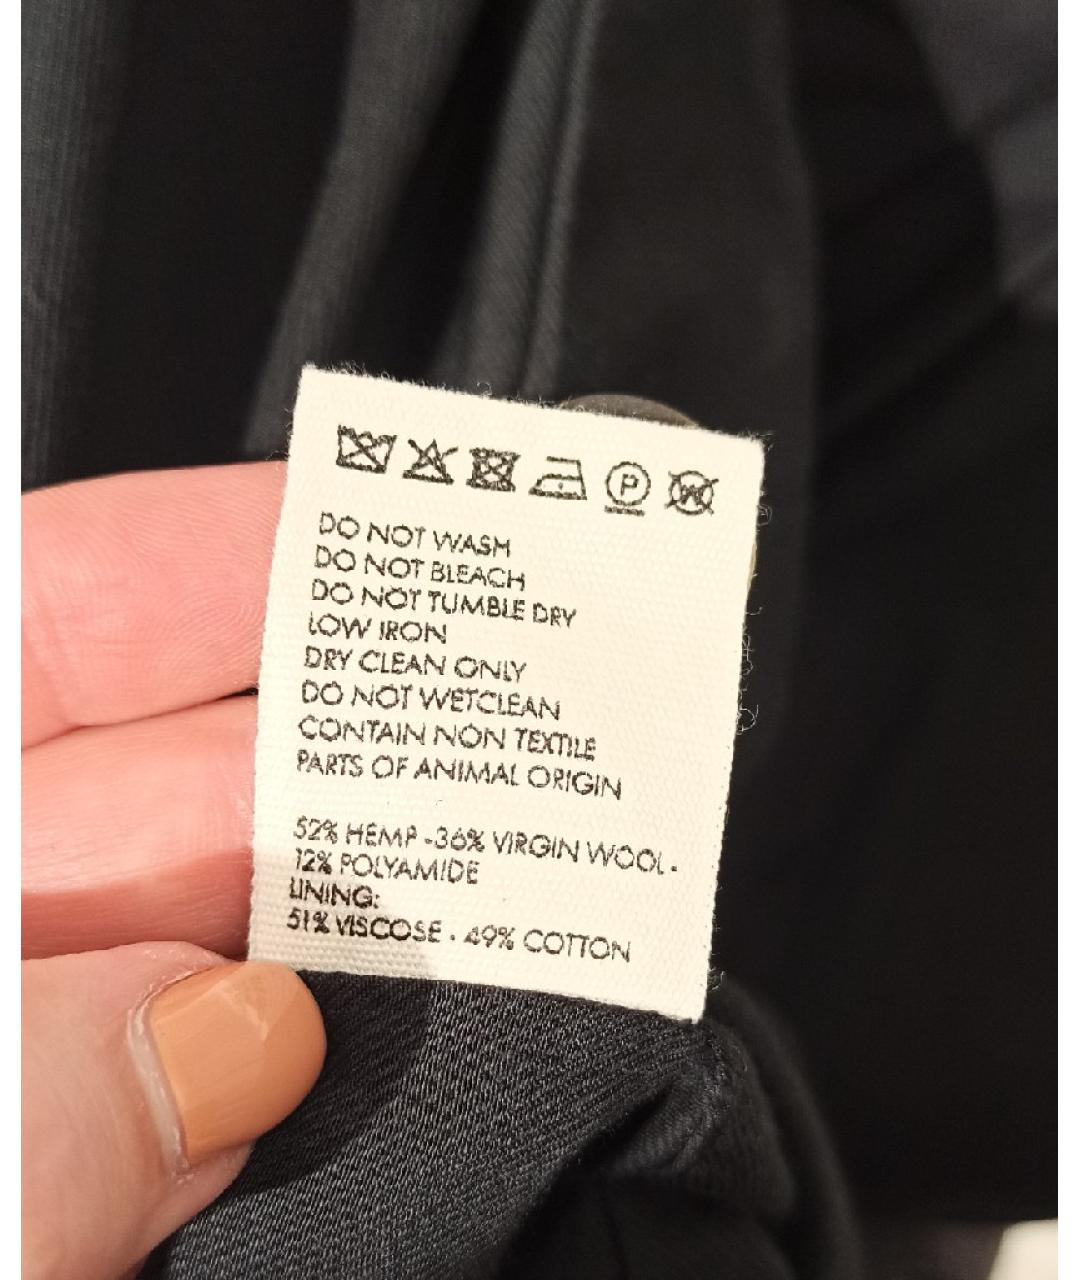 P W
DO NOT WASH
DO NOT BLEACH
DO NOT TUMBLE DRY
LOW IRON
DRY CLEAN ONLY
DO NOT WETCLEAN
CONTAIN NON TEXTILE
PARTS OF ANIMAL ORIGIN
52% HEMP - 36% VIRGIN WOOL -
12% POLYAMIDE
LINING:
51% VISCOSE - 49% COTTON